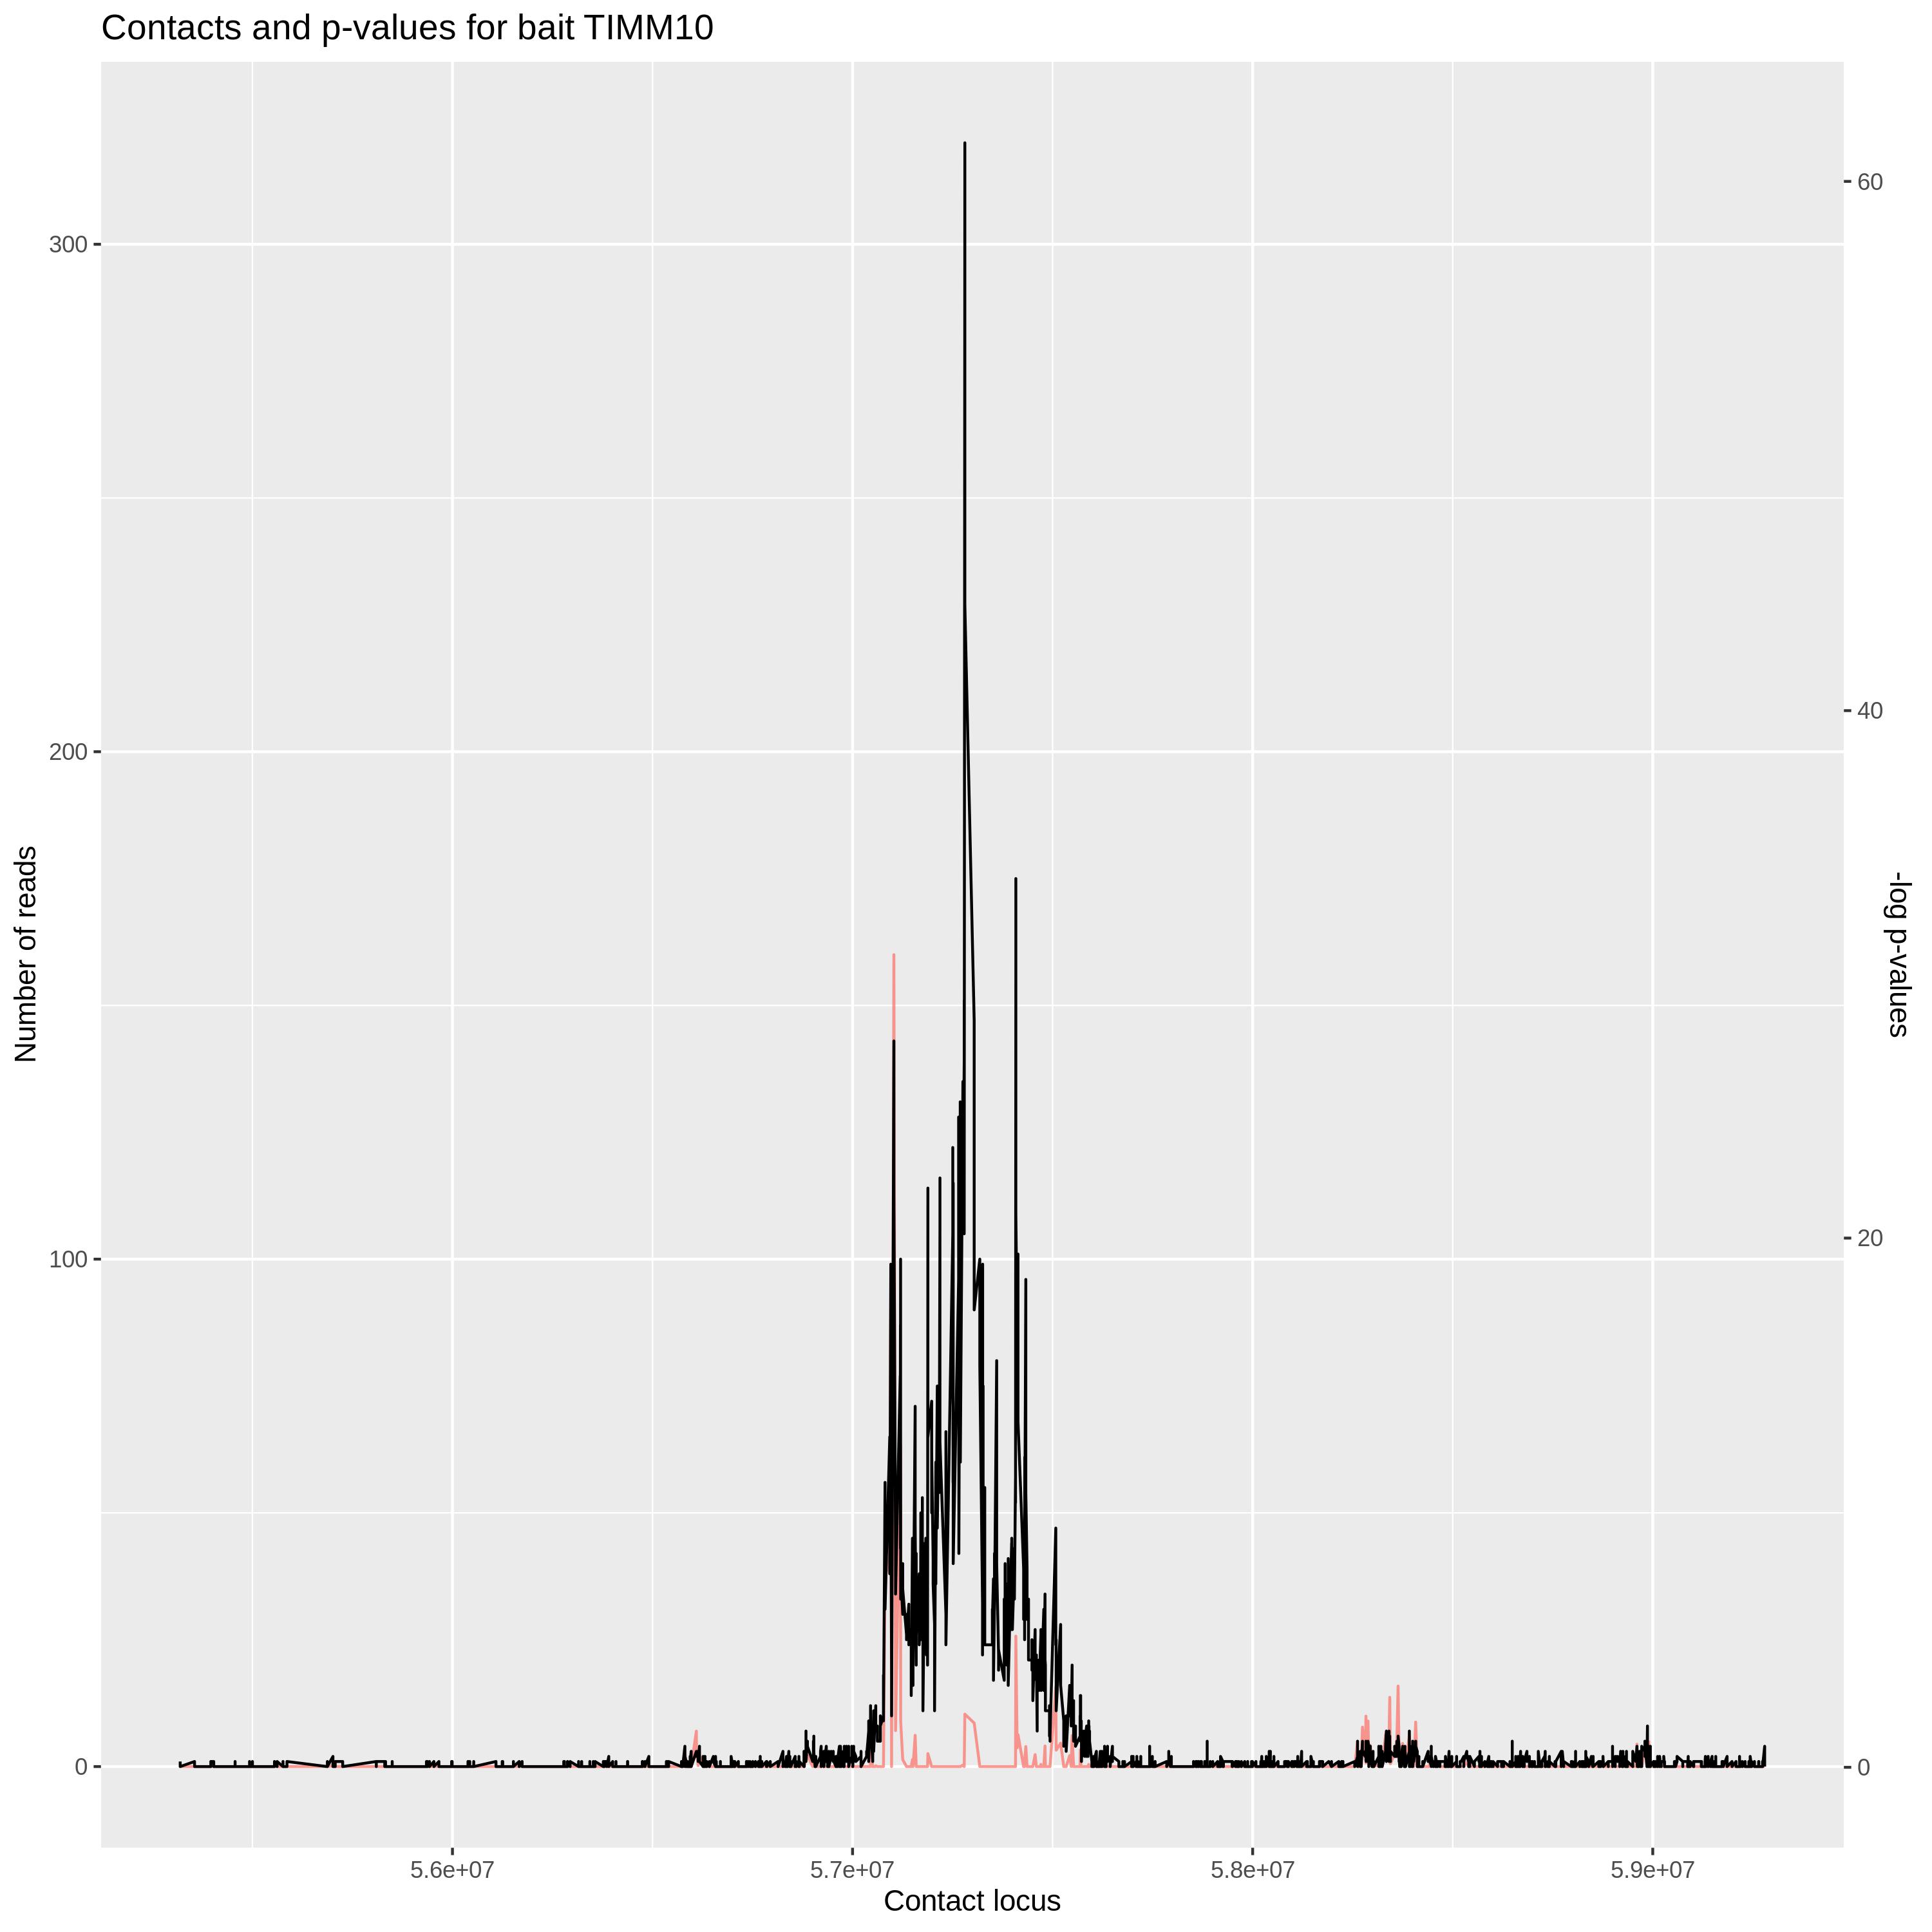 Contacts and p-values for bait TIMM10
300
200
100
0
60
40
20
0
Number of reads
-log p-values
5.6e+07
5.7e+07
5.8e+07
5.9e+07
Contact locus